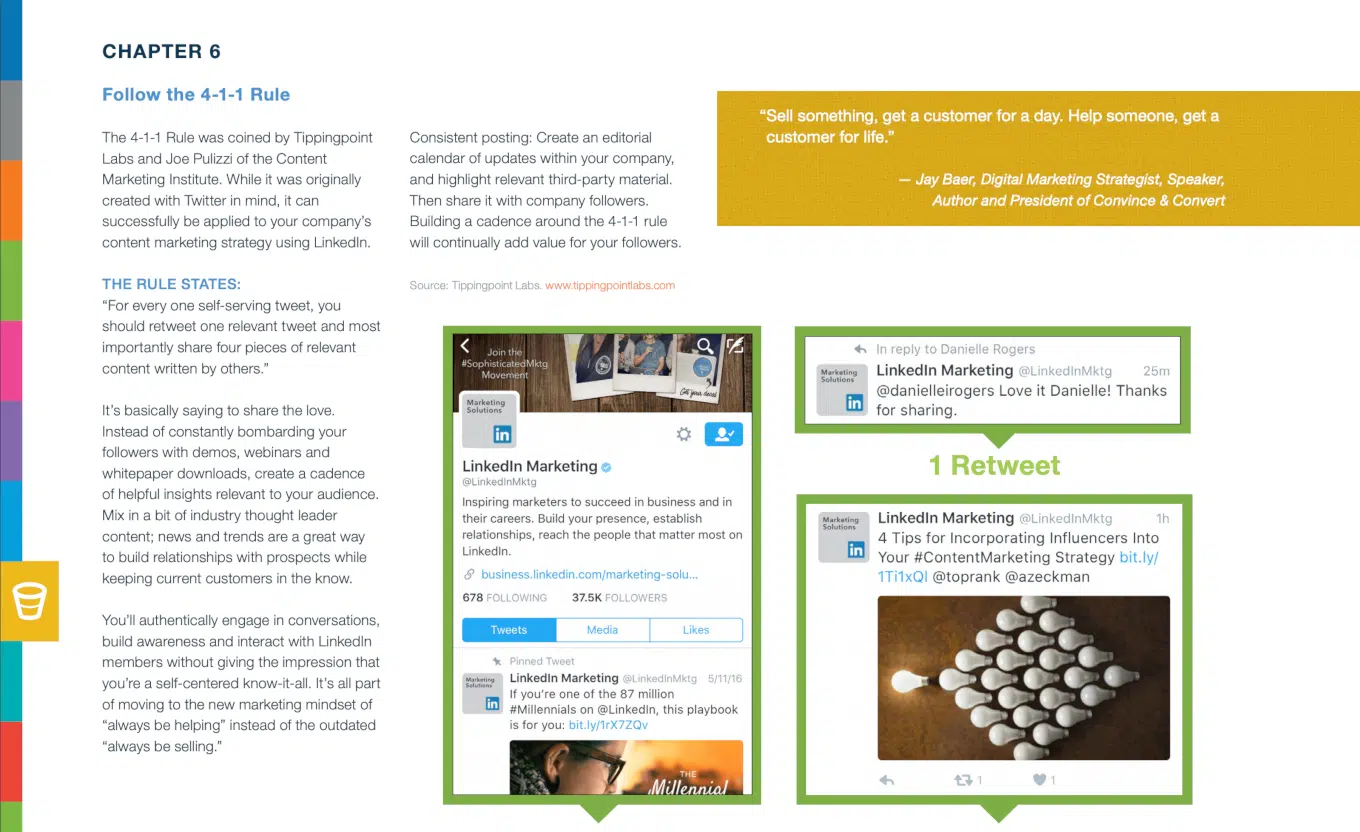 CHAPTER 6
Follow the 4-1-1 Rule
The 4-1-1 Rule was coined by Tippingpoint
Labs and Joe Pulizzi of the Content
Marketing Institute. While it was originally
created with Twitter in mind, it can
successfully be applied to your company’s
content marketing strategy using LinkedIn.
THE RULE STATES:
“For every one self-serving tweet, you
should retweet one relevant tweet and most
importantly share four pieces of relevant
content written by others.”
It’s basically saying to share the love.
Instead of constantly bombarding your
followers with demos, webinars and
whitepaper downloads, create a cadence
of helpful insights relevant to your audience.
Mix in a bit of industry thought leader
content; news and trends are a great way
to build relationships with prospects while
keeping current customers in the know.
You’ll authentically engage in conversations,
build awareness and interact with LinkedIn
members without giving the impression that
you’re a self-centered know-it-all. It’s all part
of moving to the new marketing mindset of
“always be helping” instead of the outdated
“always be selling.”
Consistent posting: Create an editorial
calendar of updates within your company,
and highlight relevant third-party material.
Then share it with company followers.
Building a cadence around the 4-1-1 rule
will continually add value for your followers.
Source: Tippingpoint Labs. www.tippingpointlabs.com
“Sell something, get a customer for a day. Help someone, get a
customer for life.”
— Jay Baer, Digital Marketing Strategist, Speaker,
Author and President of Convince & Convert
Join the
#SophisticatedMktg
Movement
Marketing
Solutions
in
LinkedIn Marketing
@LinkedInMktg
Inspiring marketers to succeed in business and in
their careers. Build your presence, establish
relationships, reach the people that matter most on
LinkedIn.
business.linkedin.com/marketing-solu...
678 FOLLOWING 37.5K FOLLOWERS
Tweets Media Likes
Pinned Tweet
Marketing
Solutions
in
LinkedIn Marketing @LinkedInMktg 5/11/16
If you’re one of the 87 million
#Millennials on @LinkedIn, this playbook
is for you: bit.ly/1rX7ZQv
THE
Millennial
In reply to Danielle Rogers
Marketing
Solutions
in
LinkedIn Marketing @LinkedInMktg 25m
@danielleirogers Love it Danielle! Thanks
for sharing.
1 Retweet
Marketing
Solutions
in
LinkedIn Marketing @LinkedInMktg 1h
4 Tips for Incorporating Influencers Into
Your #ContentMarketing Strategy bit.ly/
1Ti1xQl @toprank @azeckman
1 1